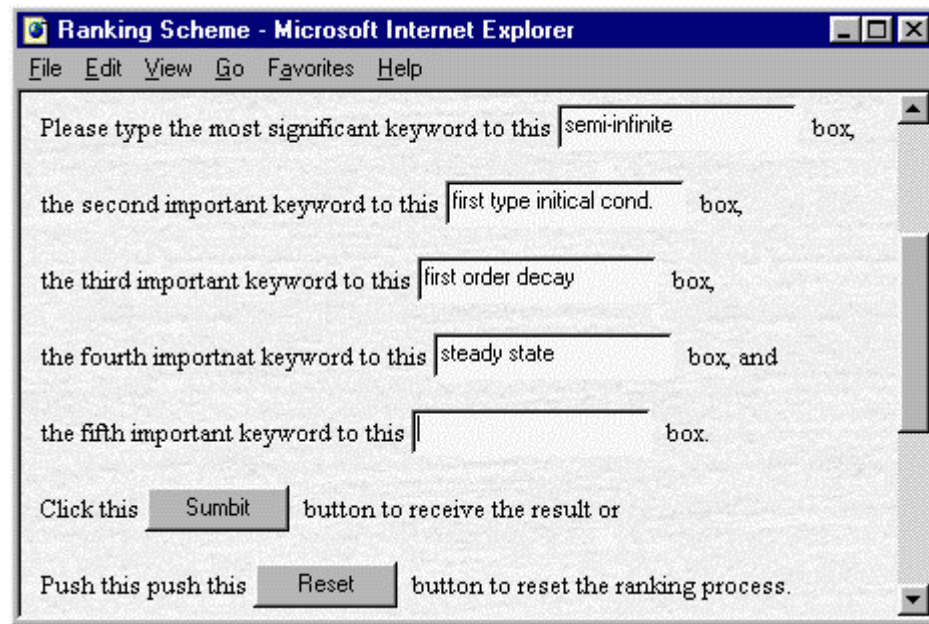 Ranking Scheme - Microsoft Internet Explorer
File Edit View Go Favorites Help
Please type the most significant keyword to this semi-infinite box,
the second important keyword to this first type initical cond. box,
the third important keyword to this first order decay box,
the fourth importnat keyword to this steady state box, and
the fifth important keyword to this box.
Click this Sumbit button to receive the result or
Push this push this Reset button to reset the ranking process.